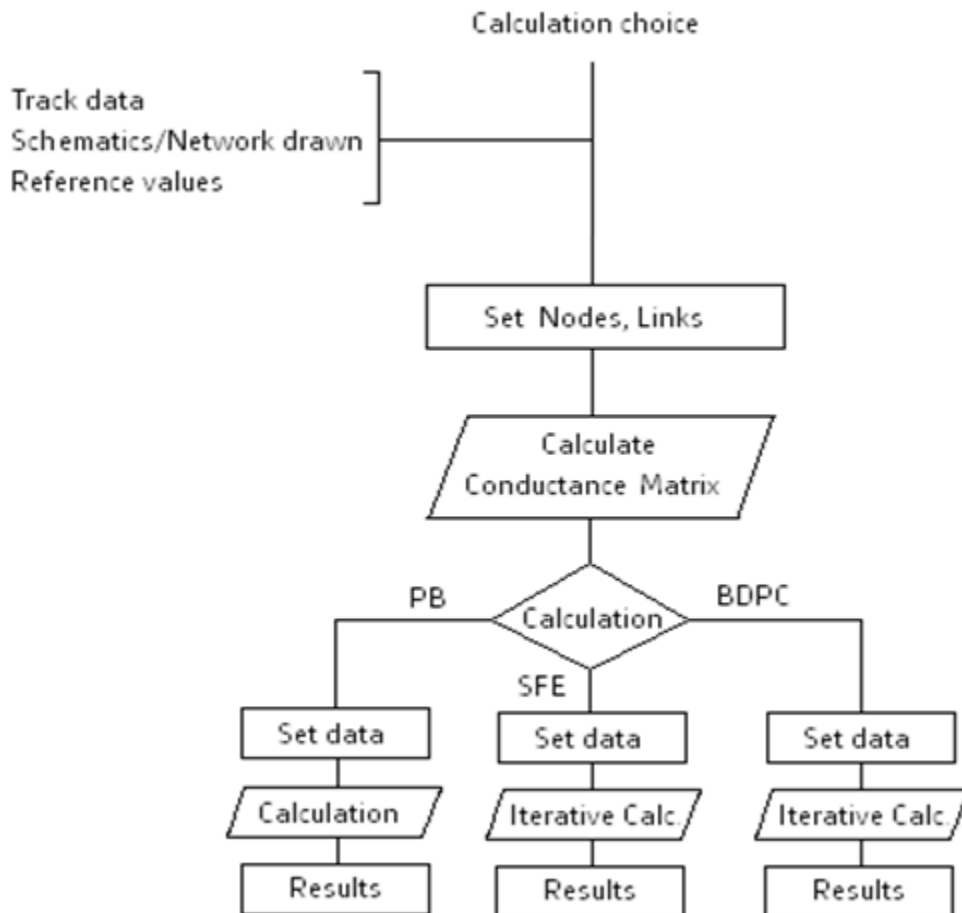 Calculation choice
Track data
Schematics/Network drawn
Reference values
Set Nodes, Links
Calculate
Conductance Matrix
PB
BDPC
Calculation
SFE
Set data
Set data
Set data
Calculation
Iterative Calc.
Iterative Calc.
Results
Results
Results